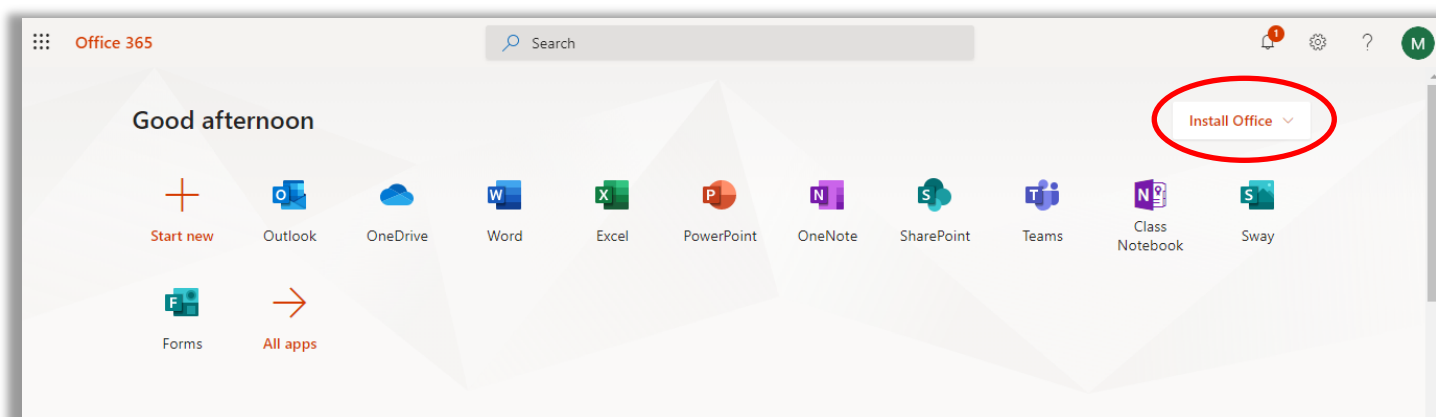 Office 365
Search
1
?
M
Good afternoon
Install Office
Start new
Outlook
OneDrive
Word
Excel
PowerPoint
OneNote
SharePoint
Teams
Class
Notebook
Sway
Forms
All apps